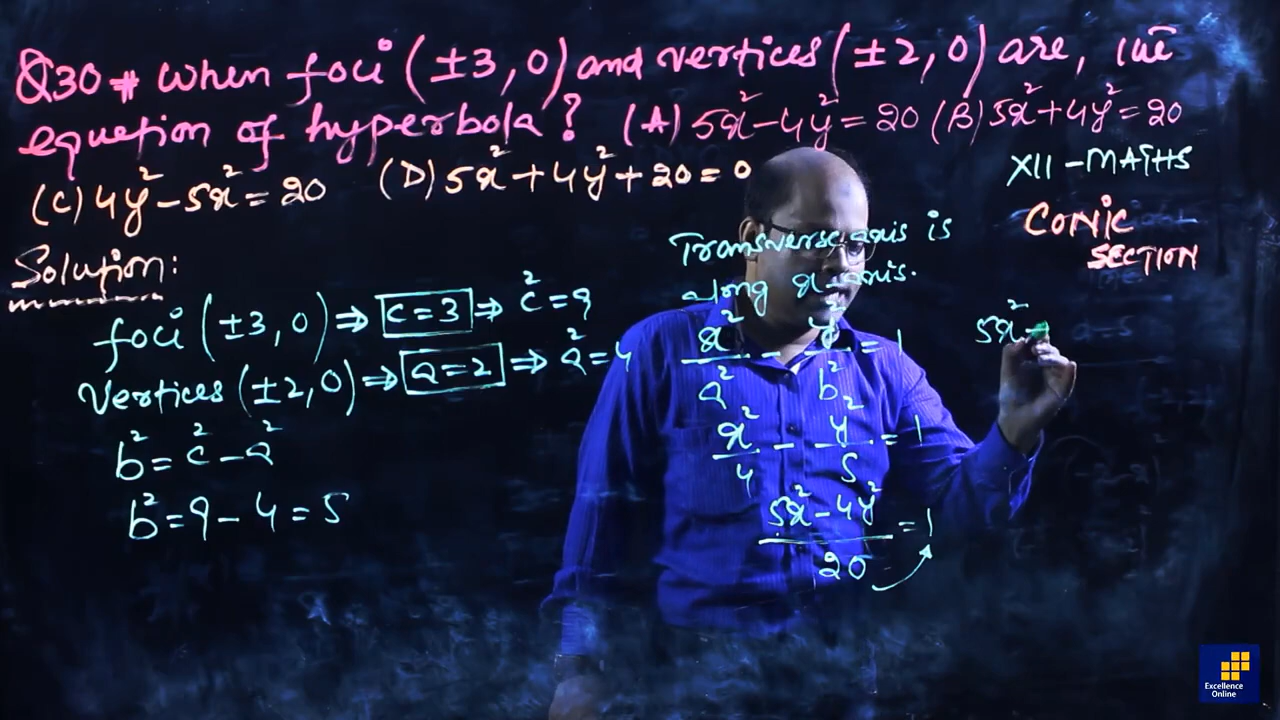 Q30# When foci (±3, 0) and vertices (±2, 0) are, the
equation of hyperbola? (A) 5x² - 4y² = 20 (B) 5x² + 4y² = 20
(C) 4y² - 5x² = 20 (D) 5x² + 4y² + 20 = 0
XII - MATHS
CONIC
SECTION
Solution:
foci (±3, 0) ⇒ c = 3 ⇒ c² = 9
Vertices (±2, 0) ⇒ a = 2 ⇒ a² = 4
b² = c² - a²
b² = 9 - 4 = 5
Transverse axis is
along x-axis.
x²/a² - y²/b² = 1
x²/4 - y²/5 = 1
5x² - 4y²/20 = 1
5x² -
Excellence
Online